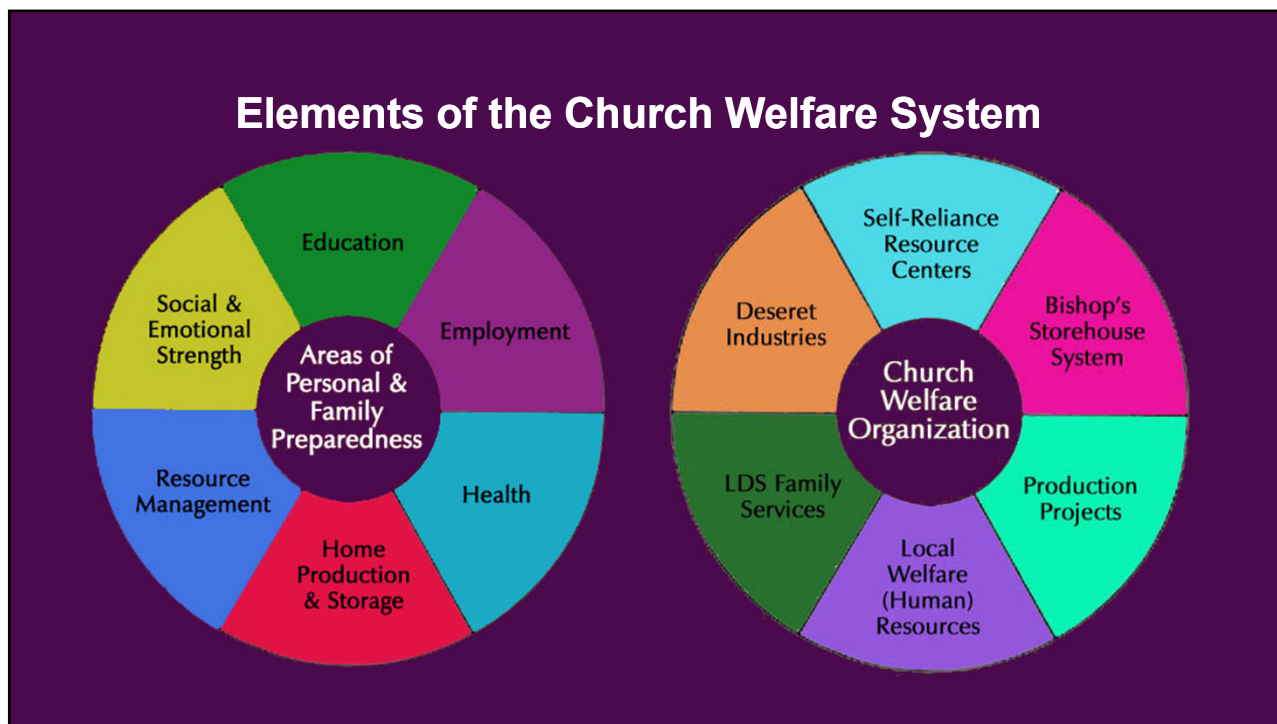 Elements of the Church Welfare System
Areas of
Personal &
Family
Preparedness
Education
Employment
Health
Home
Production
& Storage
Resource
Management
Social &
Emotional
Strength
Church
Welfare
Organization
Self-Reliance
Resource
Centers
Bishop's
Storehouse
System
Production
Projects
Local
Welfare
(Human)
Resources
LDS Family
Services
Deseret
Industries